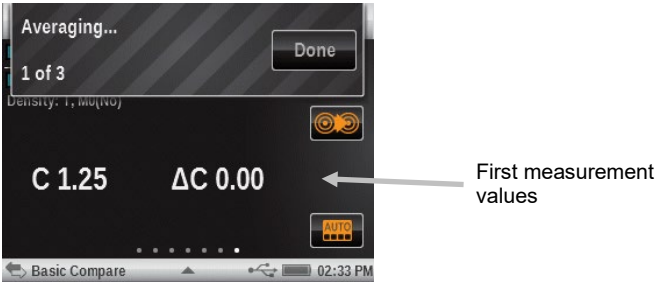 Averaging...
Done
1 of 3
Density: T, M0(No)
C 1.25 ΔC 0.00
First measurement
values
AUTO
Basic Compare 02:33 PM